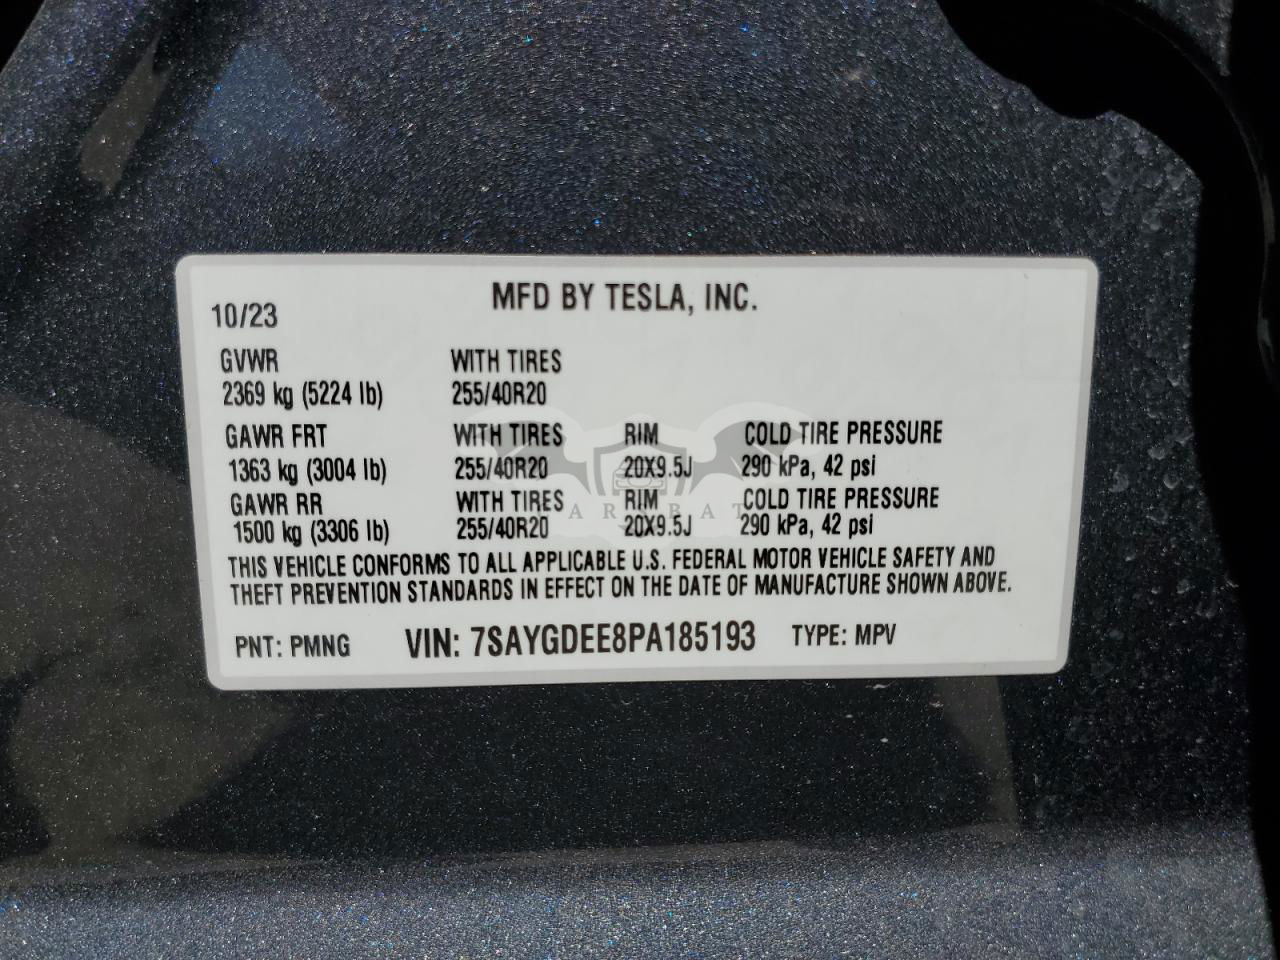 MFD BY TESLA, INC.
10/23
GVWR WITH TIRES
2369 kg (5224 lb) 255/40R20
GAWR FRT WITH TIRES RIM COLD TIRE PRESSURE
1363 kg (3004 lb) 255/40R20 20X9.5J 290 kPa, 42 psi
GAWR RR WITH TIRES RIM COLD TIRE PRESSURE
1500 kg (3306 lb) 255/40R20 20X9.5J 290 kPa, 42 psi
THIS VEHICLE CONFORMS TO ALL APPLICABLE U.S. FEDERAL MOTOR VEHICLE SAFETY AND
THEFT PREVENTION STANDARDS IN EFFECT ON THE DATE OF MANUFACTURE SHOWN ABOVE.
PNT: PMNG VIN: 7SAYGDEE8PA185193 TYPE: MPV